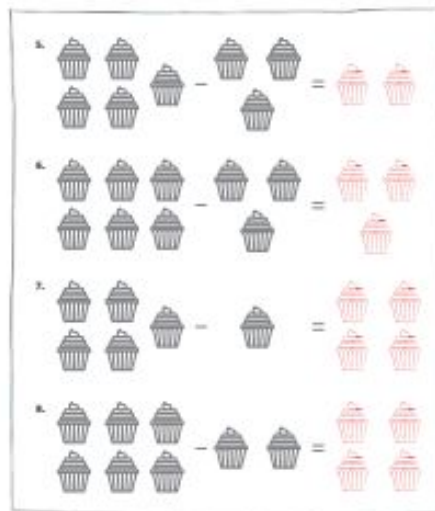 5. - =
6. - =
7. - =
8. - =